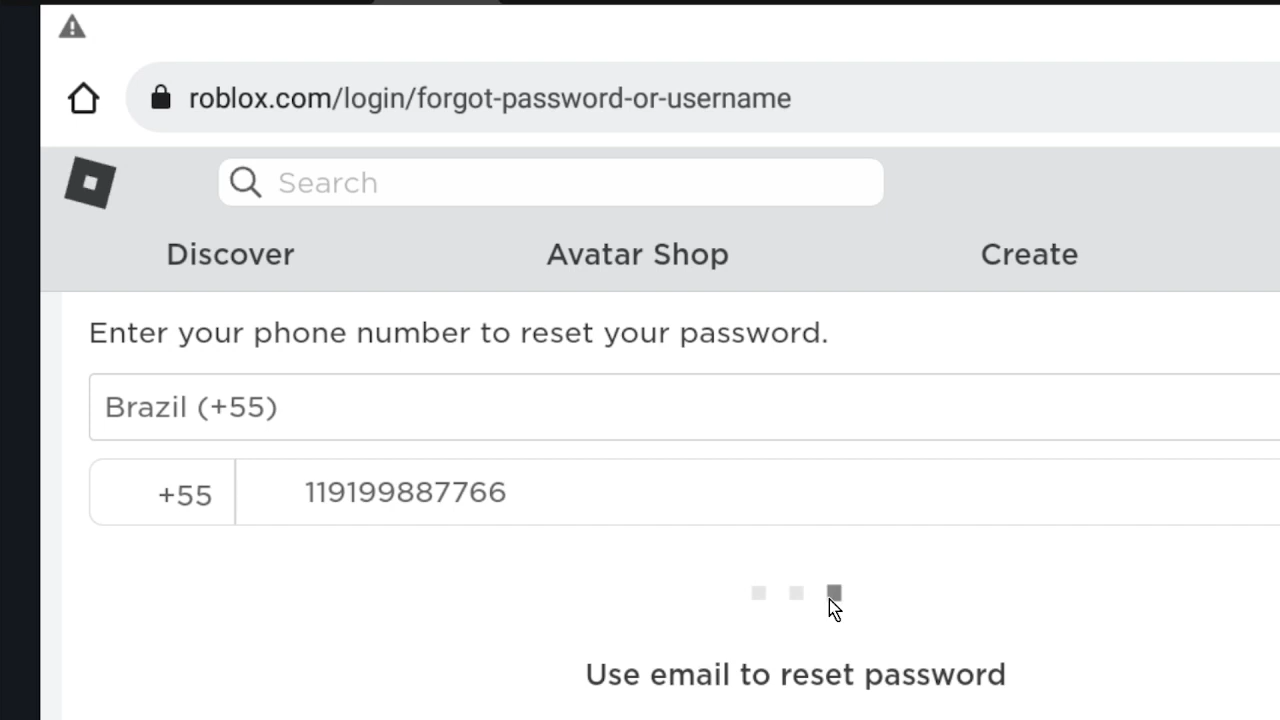 roblox.com/login/forgot-password-or-username
Search
Discover Avatar Shop Create
Enter your phone number to reset your password.
Brazil (+55)
+55 119199887766
Use email to reset password